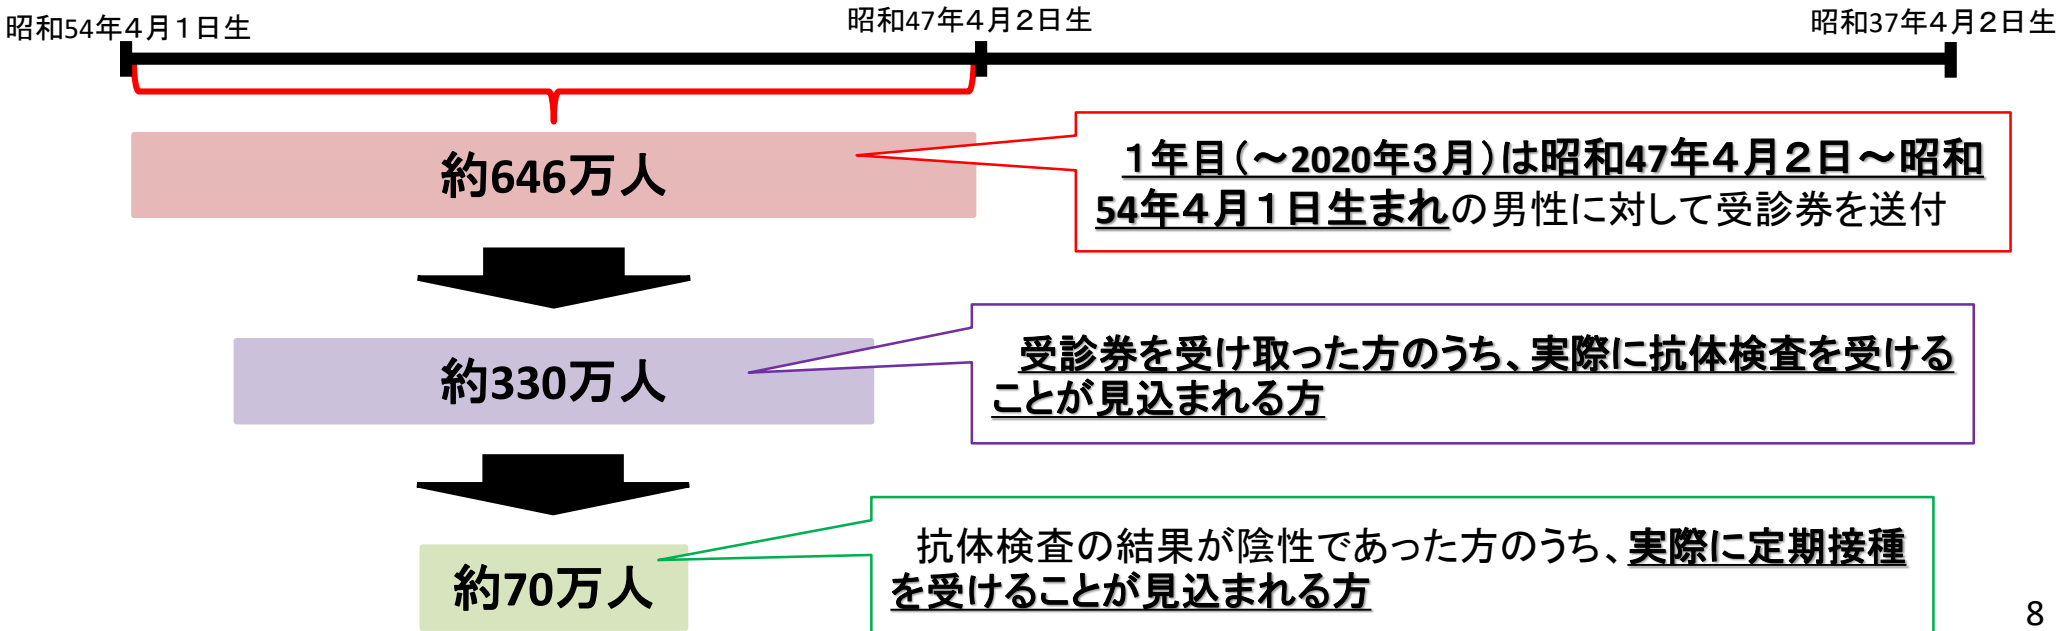 昭和54年４月１日生
昭和47年４月２日生
昭和37年４月２日生
約646万人
１年目（～2020年３月）は昭和47年４月２日～昭和
54年４月１日生まれの男性に対して受診券を送付
約330万人
受診券を受け取った方のうち、実際に抗体検査を受ける
ことが見込まれる方
約70万人
抗体検査の結果が陰性であった方のうち、実際に定期接種
を受けることが見込まれる方
8